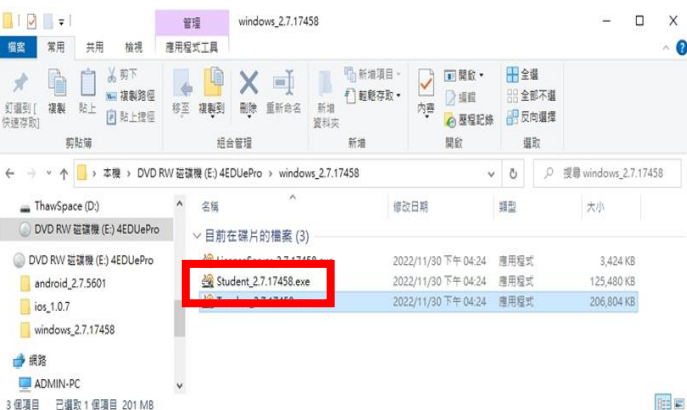 管理
windows_2.7.17458
檔案
常用
共用
檢視
應用程式工具
釘選到 [
快速存取]
複製
貼上
剪下
複製路徑
貼上捷徑
剪貼簿
移至
複製到
刪除
重新命名
組合管理
新增
資料夾
新增項目
輕鬆存取
新增
內容
開啟
編輯
歷程記錄
開啟
全選
全部不選
反向選擇
選取
本機 › DVD RW 磁碟機 (E:) 4EDUePro › windows_2.7.17458
搜尋 windows_2.7.17458
ThawSpace (D:)
DVD RW 磁碟機 (E:) 4EDUePro
DVD RW 磁碟機 (E:) 4EDUePro
android_2.7.5601
ios_1.0.7
windows_2.7.17458
網路
ADMIN-PC
名稱
修改日期
類型
大小
目前在碟片的檔案 (3)
2022/11/30 下午 04:24 應用程式 3,424 KB
Student_2.7.17458.exe 2022/11/30 下午 04:24 應用程式 125,480 KB
2022/11/30 下午 04:24 應用程式 206,804 KB
3 個項目 已選取 1 個項目 201 MB